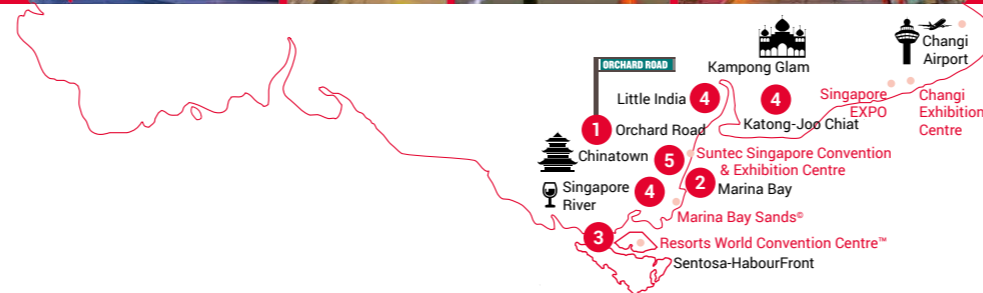 ORCHARD ROAD
Kampong Glam
Changi
Airport
Little India 4
4
Katong-Joo Chiat
Singapore
EXPO
Changi
Exhibition
Centre
1 Orchard Road
Chinatown 5
Suntec Singapore Convention
& Exhibition Centre
Singapore
River
4
2
Marina Bay
Marina Bay Sands®
3
Resorts World Convention Centre™
Sentosa-HabourFront